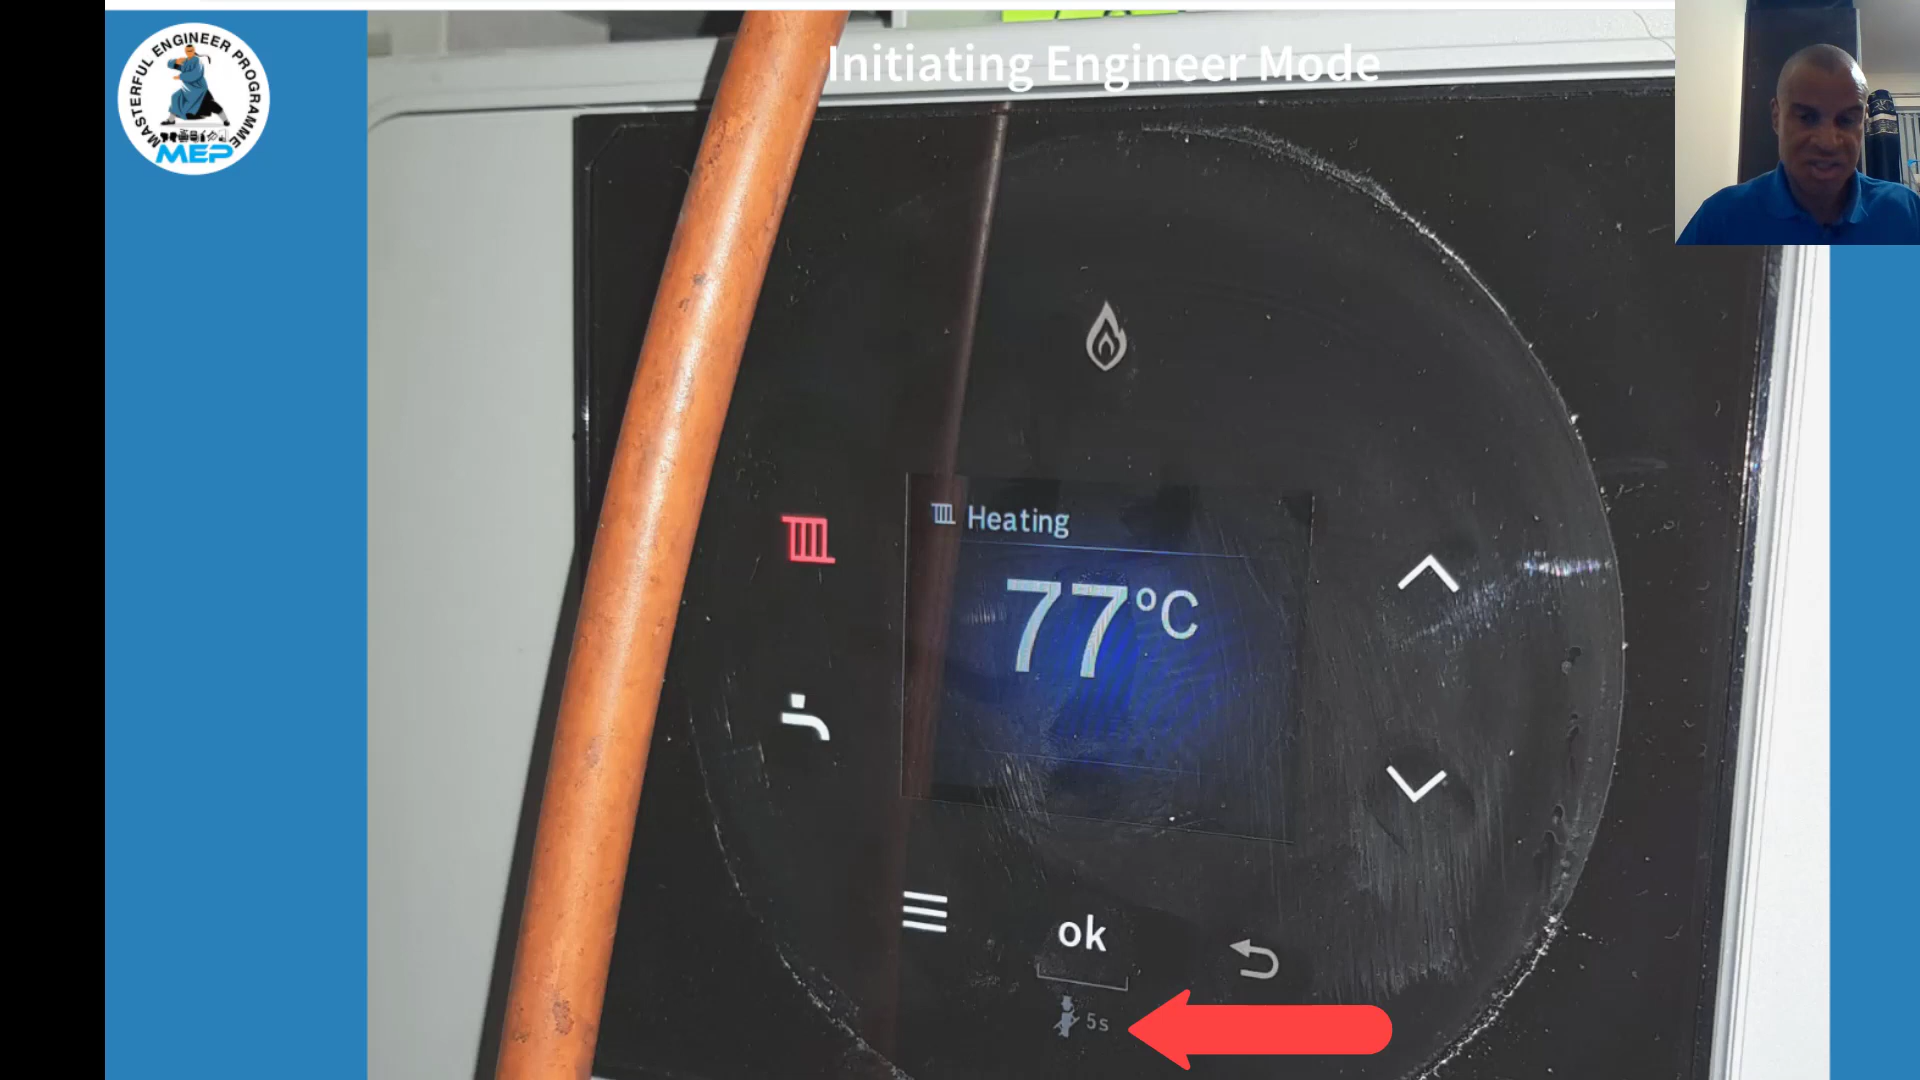 MASTERFUL ENGINEER PROGRAMME
MEP
Initiating Engineer Mode
Heating
77°C
ok
5s